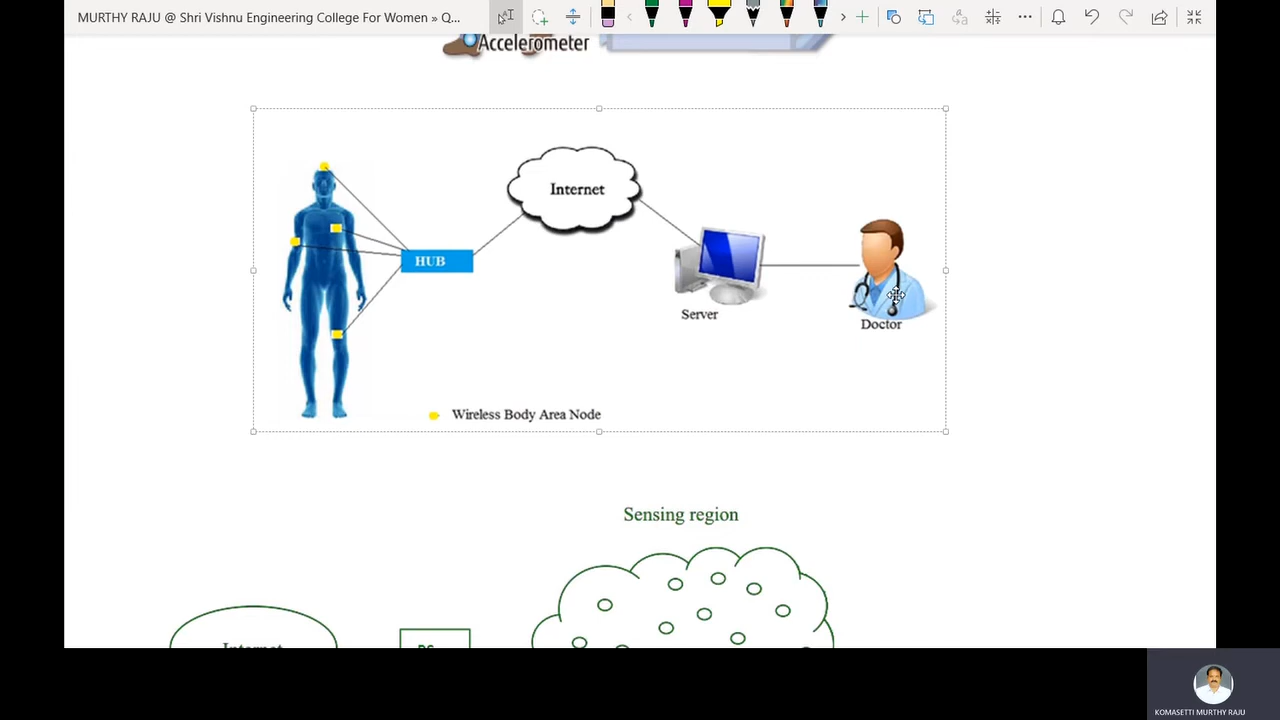 MURTHY RAJU @ Shri Vishnu Engineering College For Women » Q...
Accelerometer
Internet
HUB
Server
Doctor
Wireless Body Area Node
Sensing region
Internet
KOMASETTI MURTHY RAJU